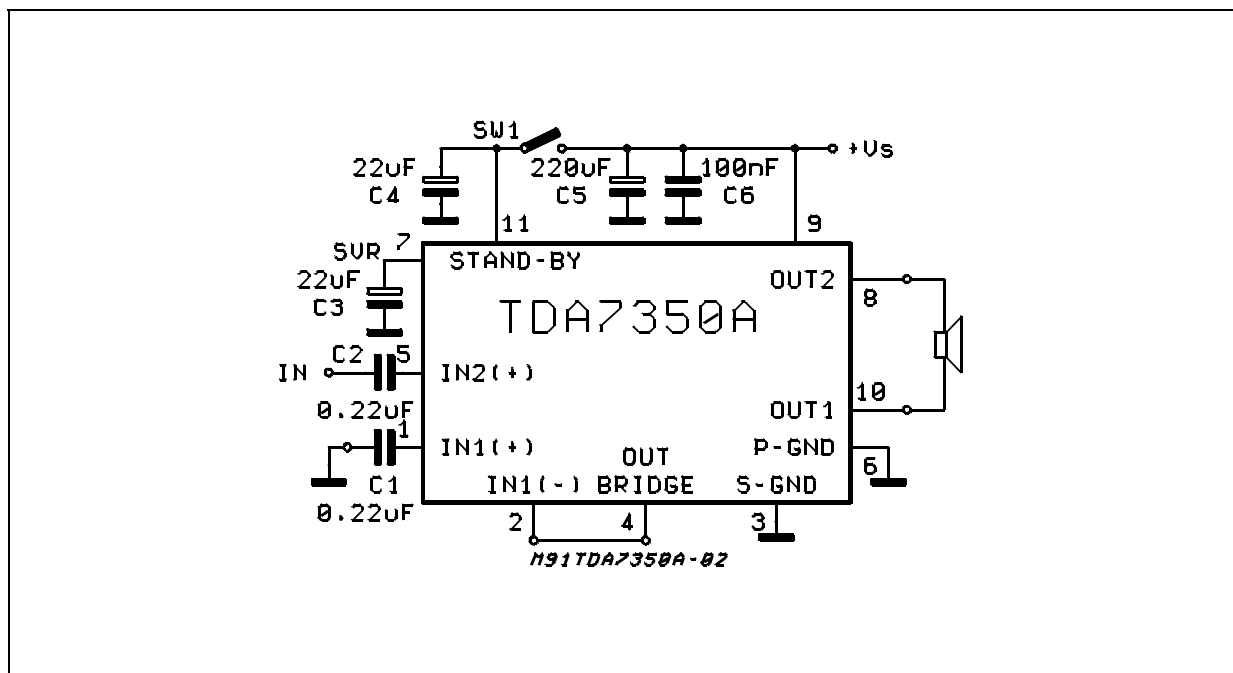 SW1
+Vs
22uF
220uF
100nF
C4
C5
C6
11
9
SVR
7
STAND-BY
22uF
OUT2
8
C3
TDA7350A
C2
5
IN
IN2(+)
10
0.22uF
OUT1
1
IN1(+)
P-GND
6
OUT
C1
IN1(-)
BRIDGE
S-GND
0.22uF
2
4
3
M91TDA7350A-02